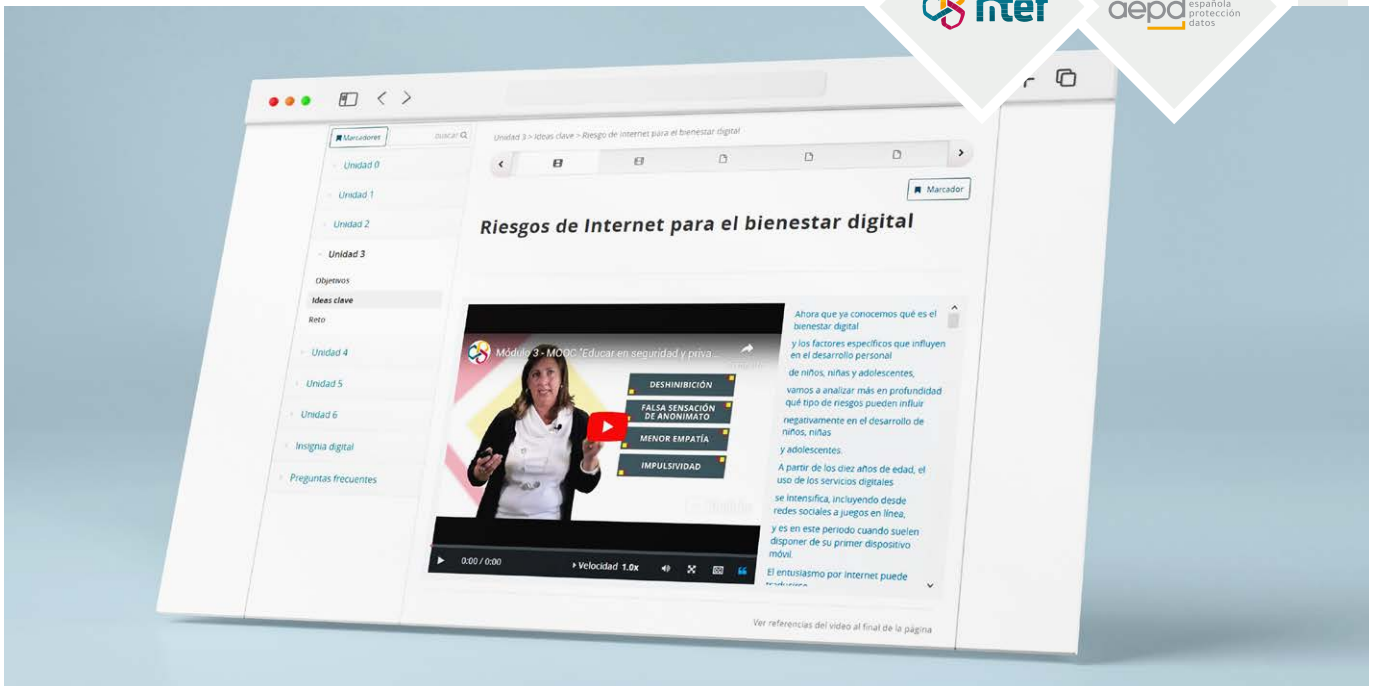 ntef
aepd
española
protección
datos
Marcadores
buscar
Unidad 0
Unidad 1
Unidad 2
Unidad 3
Objetivos
Ideas clave
Reto
Unidad 4
Unidad 5
Unidad 6
Insignia digital
Preguntas frecuentes
Unidad 3 > Ideas clave > Riesgo de internet para el bienestar digital
Marcador
Riesgos de Internet para el bienestar digital
Módulo 3 - MOOC "Educar en seguridad y priva...
DESHINIBICIÓN
FALSA SENSACIÓN
DE ANONIMATO
MENOR EMPATÍA
IMPULSIVIDAD
0:00 / 0:00
Velocidad 1.0x
Ahora que ya conocemos qué es el
bienestar digital
y los factores específicos que influyen
en el desarrollo personal
de niños, niñas y adolescentes,
vamos a analizar más en profundidad
qué tipo de riesgos pueden influir
negativamente en el desarrollo de
niños, niñas
y adolescentes.
A partir de los diez años de edad, el
uso de los servicios digitales
se intensifica, incluyendo desde
redes sociales a juegos en línea,
y es en este periodo cuando suelen
disponer de su primer dispositivo
móvil.
El entusiasmo por internet puede
Ver referencias del video al final de la página